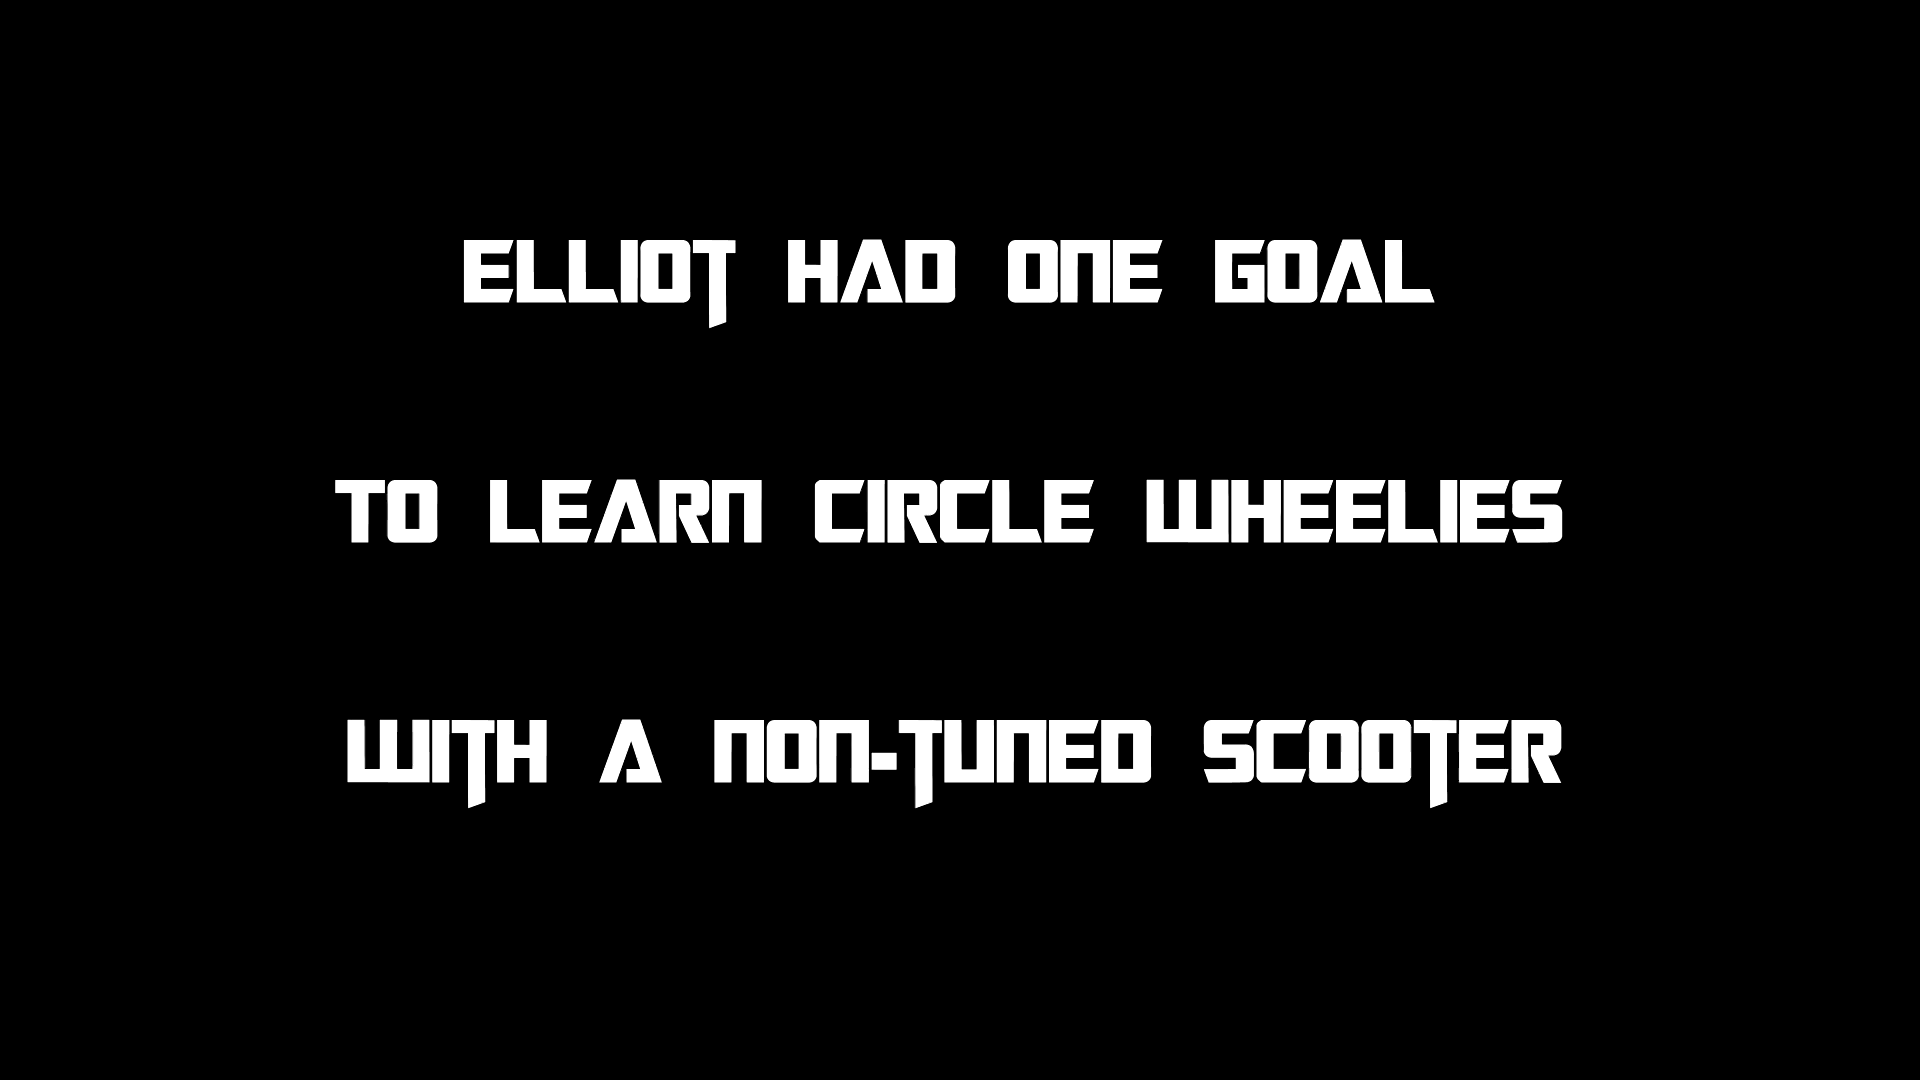 ELLIOT HAD ONE GOAL
TO LEARN CIRCLE WHEELIES
WITH A NON-TUNED SCOOTER